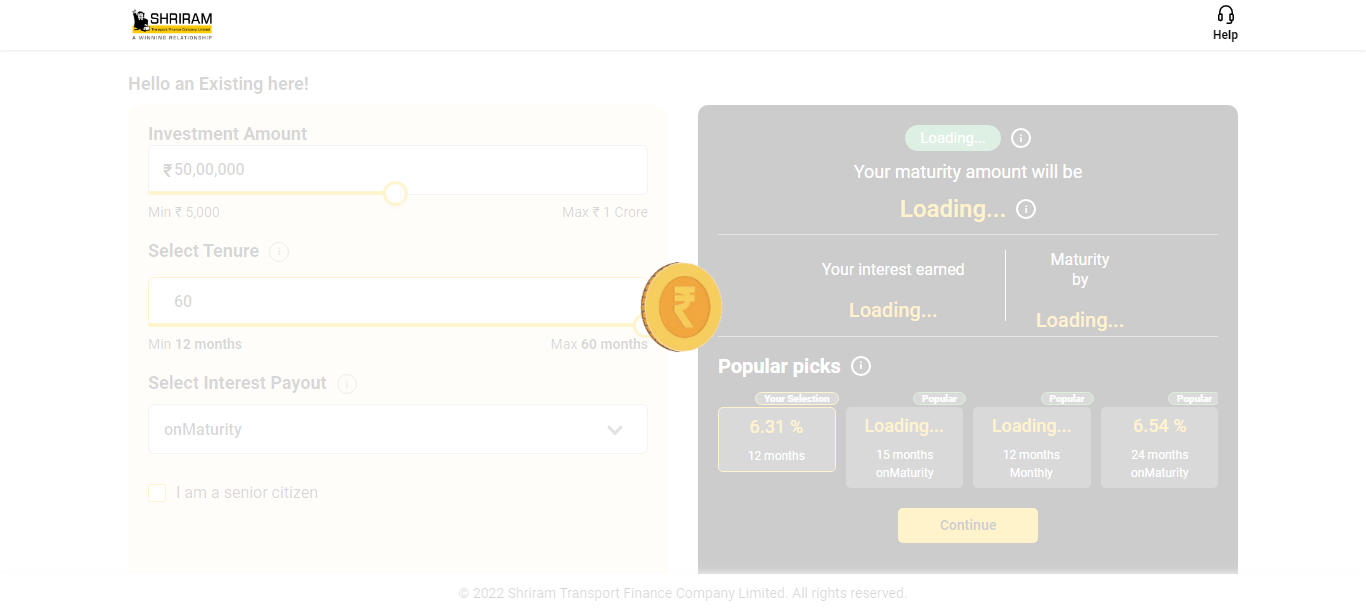 SHRIRAM
Transport Finance Company Limited
A WINNING RELATIONSHIP
Help
Hello an Existing here!
Investment Amount
₹ 50,00,000
Min ₹ 5,000
Max ₹ 1 Crore
Select Tenure
60
Min 12 months
Max 60 months
Select Interest Payout
onMaturity
I am a senior citizen
₹
Loading...
Your maturity amount will be
Loading...
Your interest earned
Loading...
Maturity
by
Loading...
Popular picks
Your Selection
6.31 %
12 months
Popular
Loading...
15 months
onMaturity
Popular
Loading...
12 months
Monthly
Popular
6.54 %
24 months
onMaturity
Continue
© 2022 Shriram Transport Finance Company Limited. All rights reserved.